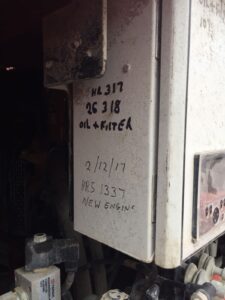 HR 317
26 318
OIL + FILTER
2/12/17
HRS 1337
NEW ENGINE